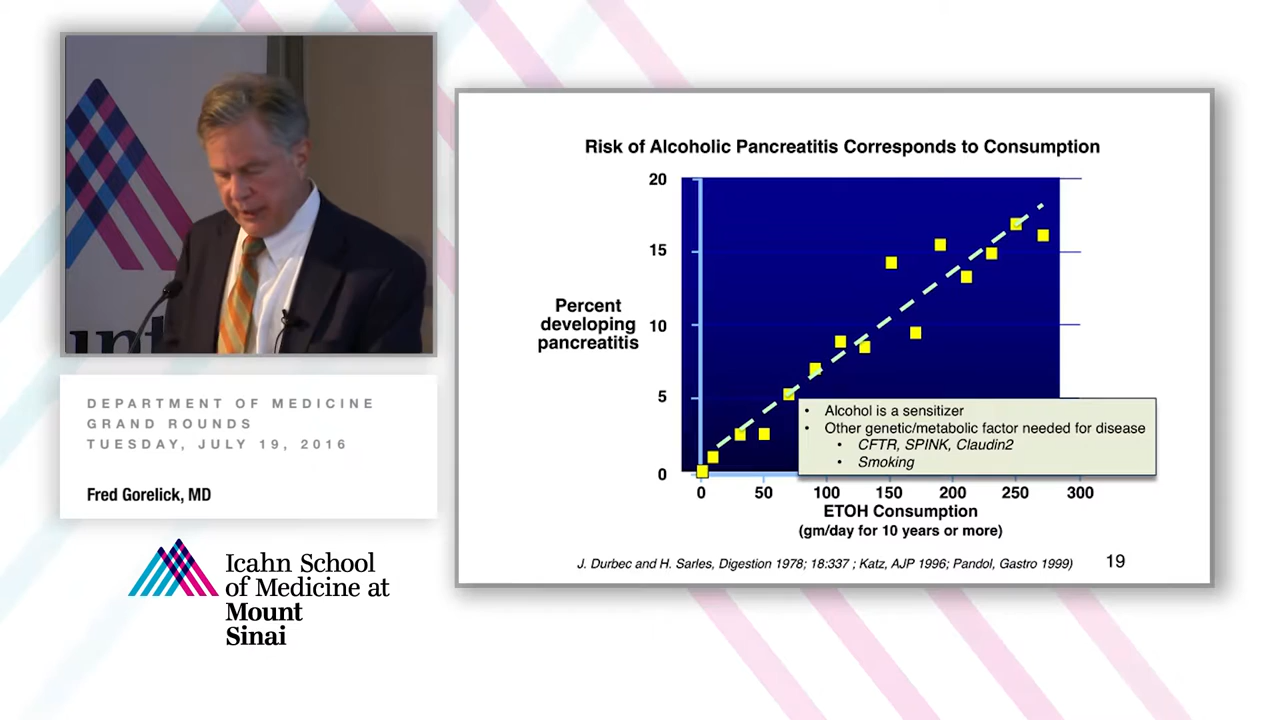 DEPARTMENT OF MEDICINE
GRAND ROUNDS
TUESDAY, JULY 19, 2016
Fred Gorelick, MD
Icahn School
of Medicine at
Mount
Sinai
Risk of Alcoholic Pancreatitis Corresponds to Consumption
20
15
10
5
0
Percent
developing
pancreatitis
• Alcohol is a sensitizer
• Other genetic/metabolic factor needed for disease
• CFTR, SPINK, Claudin2
• Smoking
0 50 100 150 200 250 300
ETOH Consumption
(gm/day for 10 years or more)
J. Durbec and H. Sarles, Digestion 1978; 18:337 ; Katz, AJP 1996; Pandol, Gastro 1999)
19